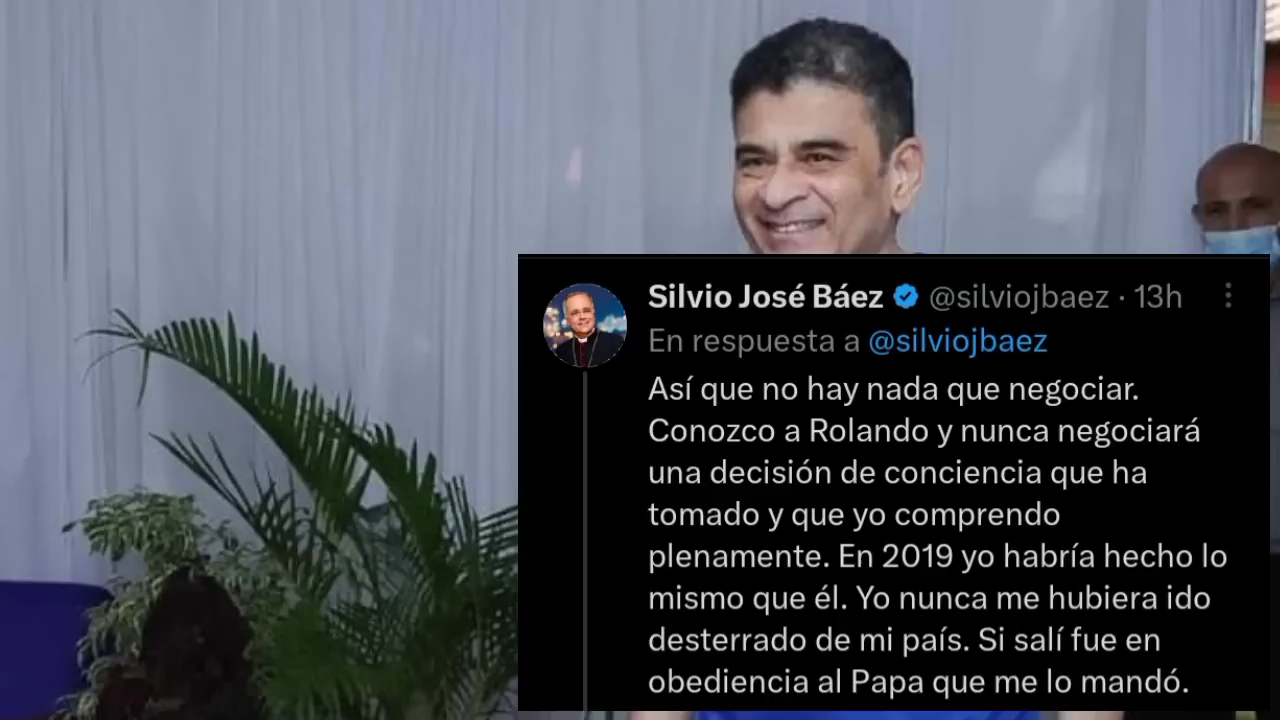 Silvio José Báez @silviojbaez · 13h
En respuesta a @silviojbaez
Así que no hay nada que negociar.
Conozco a Rolando y nunca negociará
una decisión de conciencia que ha
tomado y que yo comprendo
plenamente. En 2019 yo habría hecho lo
mismo que él. Yo nunca me hubiera ido
desterrado de mi país. Si salí fue en
obediencia al Papa que me lo mandó.